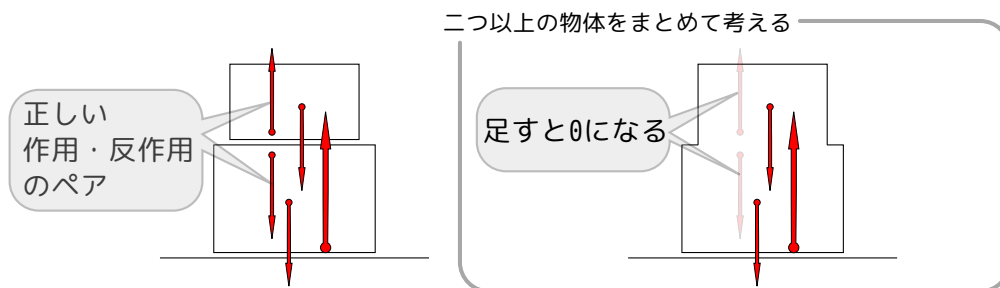 二つ以上の物体をまとめて考える
正しい
作用・反作用
のペア
足すと0になる